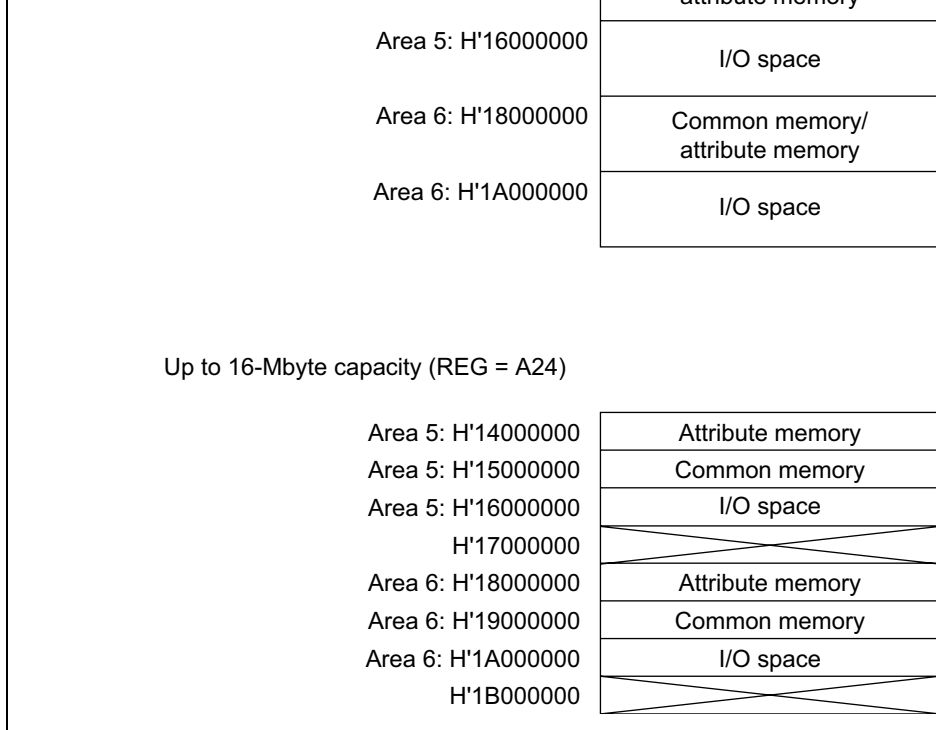 attribute memory
Area 5: H'16000000 I/O space
Area 6: H'18000000 Common memory/
attribute memory
Area 6: H'1A000000 I/O space
Up to 16-Mbyte capacity (REG = A24)
Area 5: H'14000000 Attribute memory
Area 5: H'15000000 Common memory
Area 5: H'16000000 I/O space
H'17000000
Area 6: H'18000000 Attribute memory
Area 6: H'19000000 Common memory
Area 6: H'1A000000 I/O space
H'1B000000